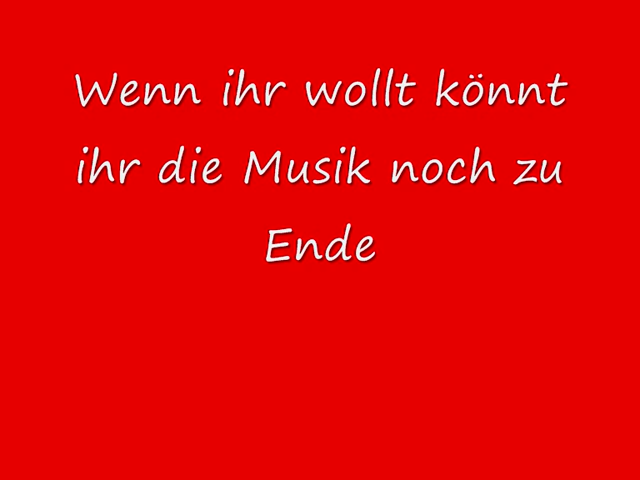 Wenn ihr wollt könnt
ihr die Musik noch zu
Ende